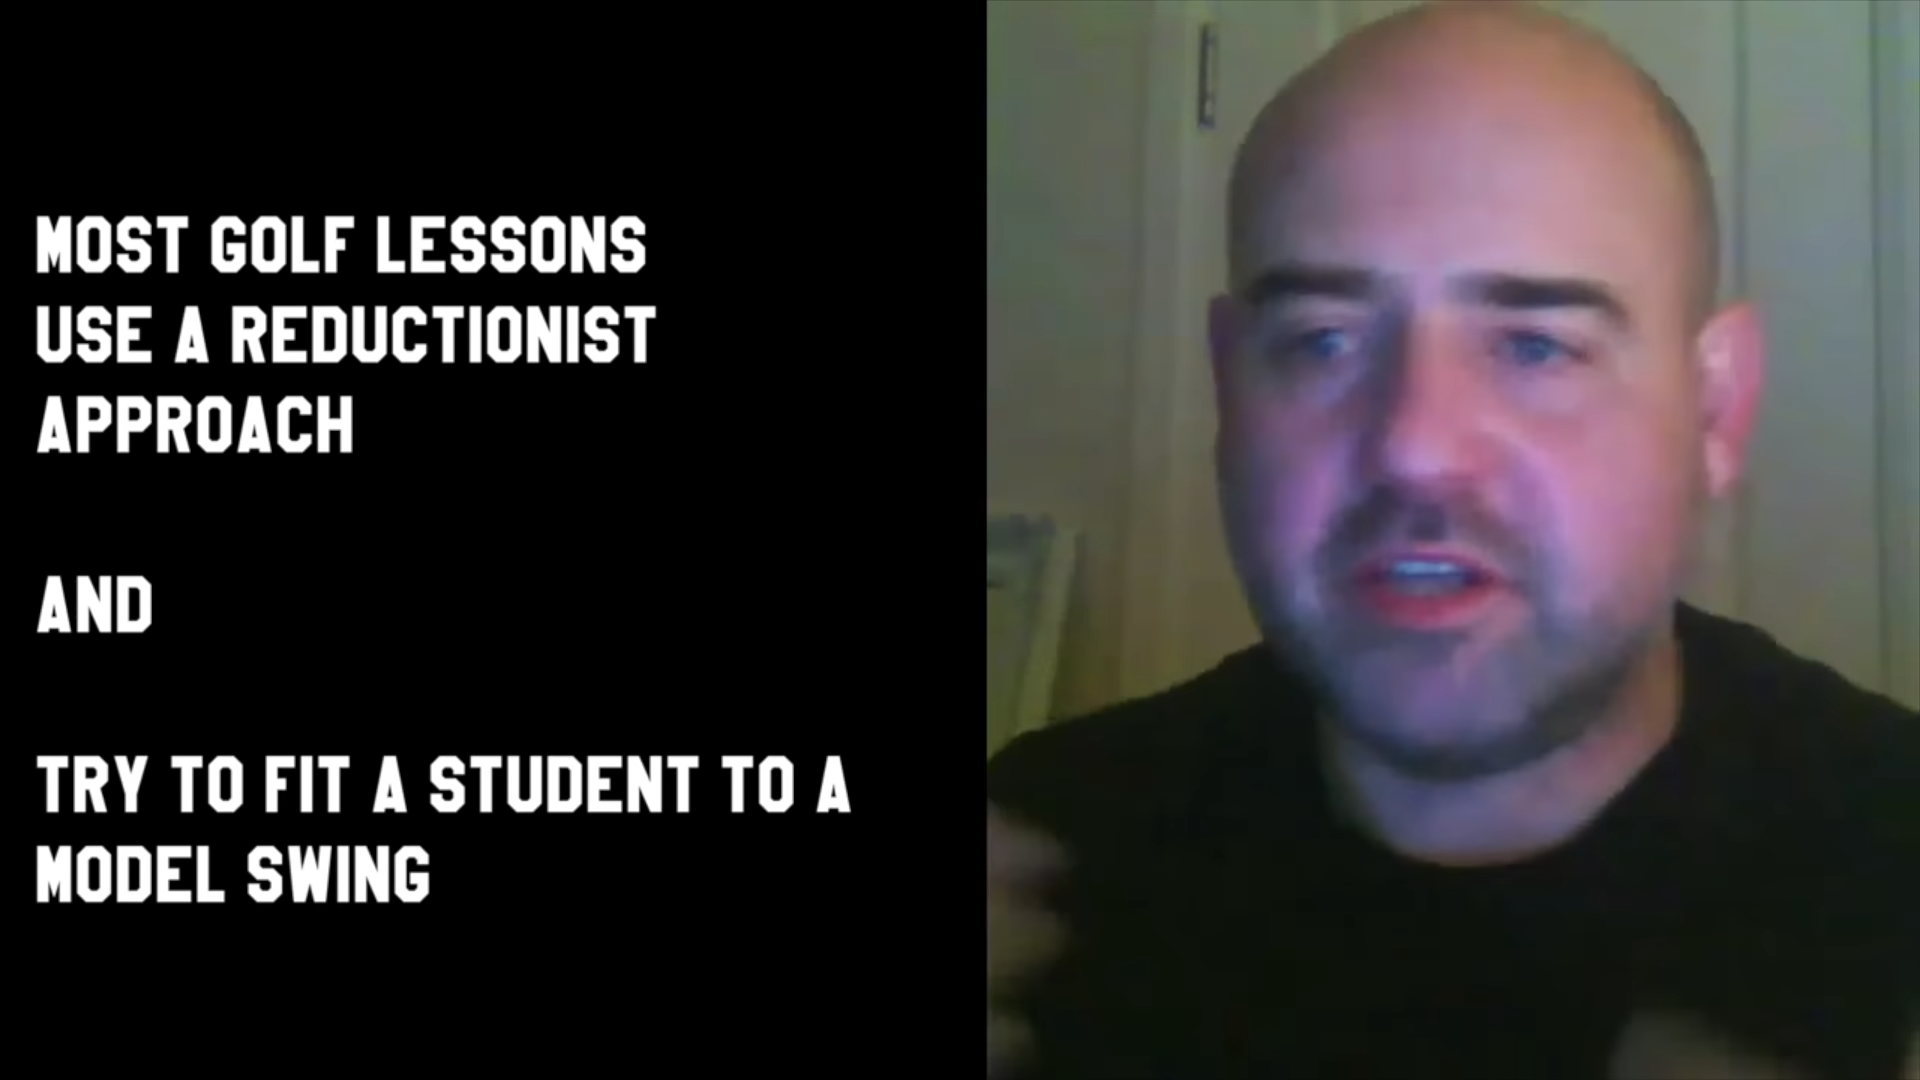 MOST GOLF LESSONS
USE A REDUCTIONIST
APPROACH
AND
TRY TO FIT A STUDENT TO A
MODEL SWING